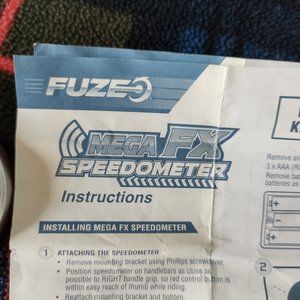 FUZE
MEGA FX
SPEEDOMETER
Instructions
INSTALLING MEGA FX SPEEDOMETER
1 ATTACHING THE SPEEDOMETER
• Remove mounting bracket using Phillips screwdriver.
• Position speedometer on handlebars as close as
possible to RIGHT handle grip, so red control button is
within easy reach of thumb while riding.
• Reattach mounting bracket and tighten.
K
Remove an
3 x AAA (R
Remove bat
batteries as
2